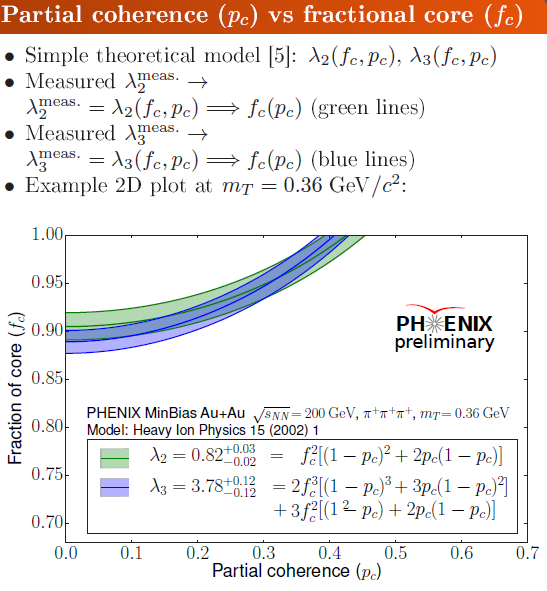 Partial coherence (p_c) vs fractional core (f_c)
• Simple theoretical model [5]: λ₂(f_c, p_c), λ₃(f_c, p_c)
• Measured λ₂^meas. →
λ₂^meas. = λ₂(f_c, p_c) ⟹ f_c(p_c) (green lines)
• Measured λ₃^meas. →
λ₃^meas. = λ₃(f_c, p_c) ⟹ f_c(p_c) (blue lines)
• Example 2D plot at m_T = 0.36 GeV/c²:
1.00
0.95
0.90
0.85
0.80
0.75
0.70
Fraction of core (f_c)
PHENIX
preliminary
PHENIX MinBias Au+Au √s_NN = 200 GeV, π⁺π⁺π⁺, m_T = 0.36 GeV
Model: Heavy Ion Physics 15 (2002) 1
λ₂ = 0.82^{+0.03}_{-0.02} = f_c²[(1 − p_c)² + 2p_c(1 − p_c)]
λ₃ = 3.78^{+0.12}_{-0.12} = 2f_c³[(1 − p_c)³ + 3p_c(1 − p_c)²]
+ 3f_c²[(1 − p_c)² + 2p_c(1 − p_c)]
0.0 0.1 0.2 0.3 0.4 0.5 0.6 0.7
Partial coherence (p_c)